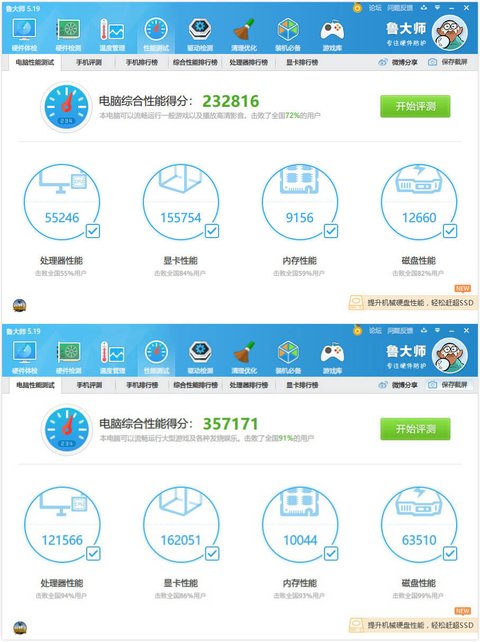 鲁大师 5.19
论坛 问题反馈
硬件体检 硬件检测 温度管理 性能测试 驱动检测 清理优化 装机必备 游戏库
鲁大师
专注硬件防护
电脑性能测试 手机评测 手机排行榜 综合性能排行榜 处理器排行榜 显卡排行榜 微博分享 保存截屏
电脑综合性能得分：232816
本电脑可以流畅运行一般游戏以及播放高清影音。击败了全国72%的用户
开始评测
55246 155754 9156 12660
处理器性能 显卡性能 内存性能 磁盘性能
击败全国55%用户 击败全国84%用户 击败全国59%用户 击败全国82%用户
NEW
提升机械硬盘性能，轻松赶超SSD
鲁大师 5.19
论坛 问题反馈
硬件体检 硬件检测 温度管理 性能测试 驱动检测 清理优化 装机必备 游戏库
鲁大师
专注硬件防护
电脑性能测试 手机评测 手机排行榜 综合性能排行榜 处理器排行榜 显卡排行榜 微博分享 保存截屏
电脑综合性能得分：357171
本电脑可以流畅运行大型游戏及各种发烧娱乐。击败了全国91%的用户
开始评测
121566 162051 10044 63510
处理器性能 显卡性能 内存性能 磁盘性能
击败全国94%用户 击败全国86%用户 击败全国93%用户 击败全国99%用户
NEW
提升机械硬盘性能，轻松赶超SSD